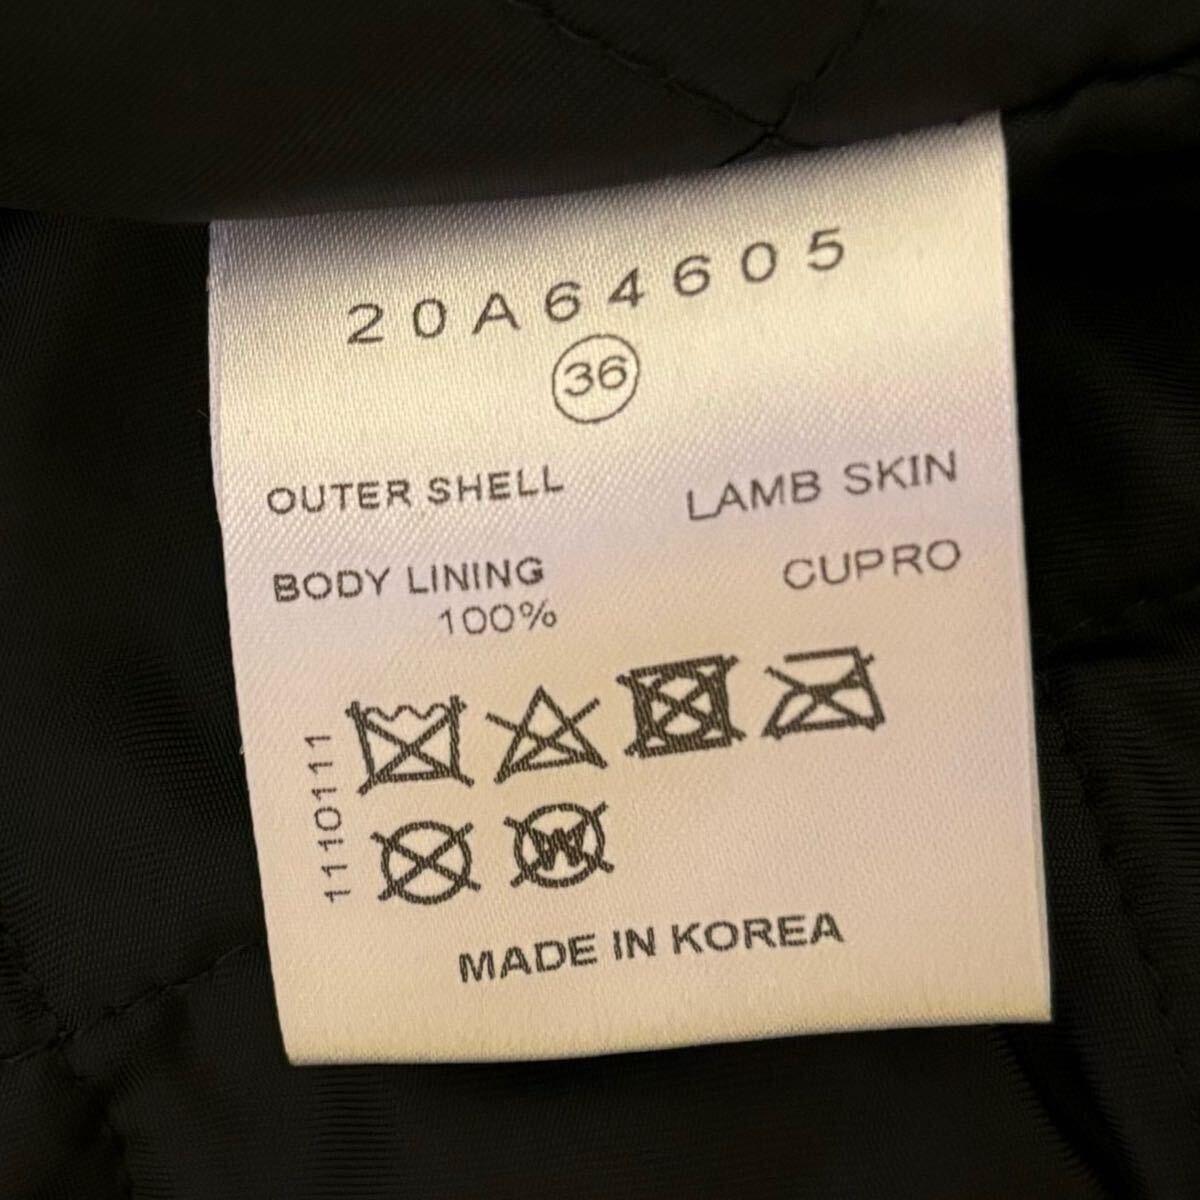 20A64605
36
OUTER SHELL LAMB SKIN
BODY LINING CUPRO
100%
1110111
W
MADE IN KOREA